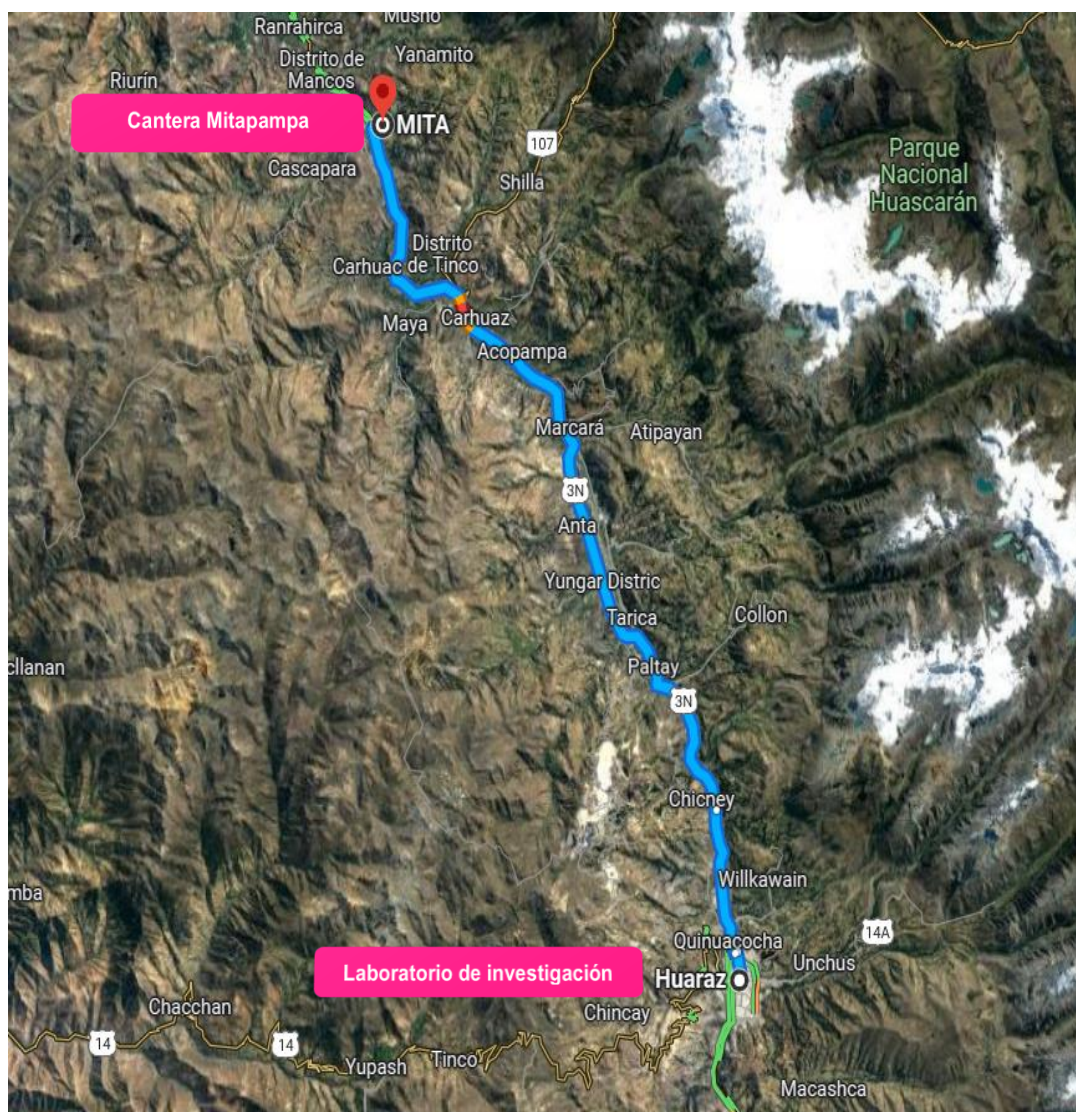 Musho
Ranrahirca
Yanamito
Distrito de
Mancos
Riurín
Cantera Mitapampa
MITA
107
Parque
Nacional
Huascarán
Cascapara
Shilla
Distrito
de Tinco
Carhuac
Maya
Carhuaz
Acopampa
Marcará
Atipayan
3N
Anta
Yungar Distric
Tarica
Collon
Paltay
cllanan
3N
Chicney
Willkawain
mba
14A
Quinuacocha
Unchus
Laboratorio de investigación
Huaraz
Chacchan
Chincay
14
14
Yupash
Tinco
Macashca